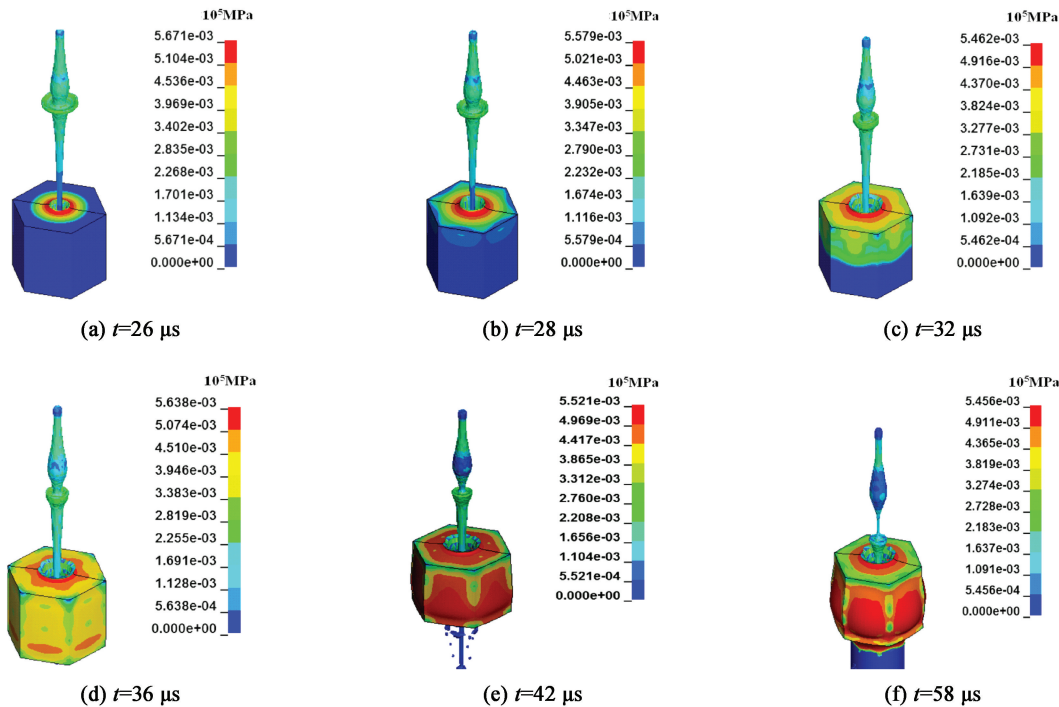 10⁵MPa
5.671e-03
5.104e-03
4.536e-03
3.969e-03
3.402e-03
2.835e-03
2.268e-03
1.701e-03
1.134e-03
5.671e-04
0.000e+00
(a) t=26 μs
10⁵MPa
5.579e-03
5.021e-03
4.463e-03
3.905e-03
3.347e-03
2.790e-03
2.232e-03
1.674e-03
1.116e-03
5.579e-04
0.000e+00
(b) t=28 μs
10⁵MPa
5.462e-03
4.916e-03
4.370e-03
3.824e-03
3.277e-03
2.731e-03
2.185e-03
1.639e-03
1.092e-03
5.462e-04
0.000e+00
(c) t=32 μs
10⁵MPa
5.638e-03
5.074e-03
4.510e-03
3.946e-03
3.383e-03
2.819e-03
2.255e-03
1.691e-03
1.128e-03
5.638e-04
0.000e+00
(d) t=36 μs
10⁵MPa
5.521e-03
4.969e-03
4.417e-03
3.865e-03
3.312e-03
2.760e-03
2.208e-03
1.656e-03
1.104e-03
5.521e-04
0.000e+00
(e) t=42 μs
10⁵MPa
5.456e-03
4.911e-03
4.365e-03
3.819e-03
3.274e-03
2.728e-03
2.183e-03
1.637e-03
1.091e-03
5.456e-04
0.000e+00
(f) t=58 μs